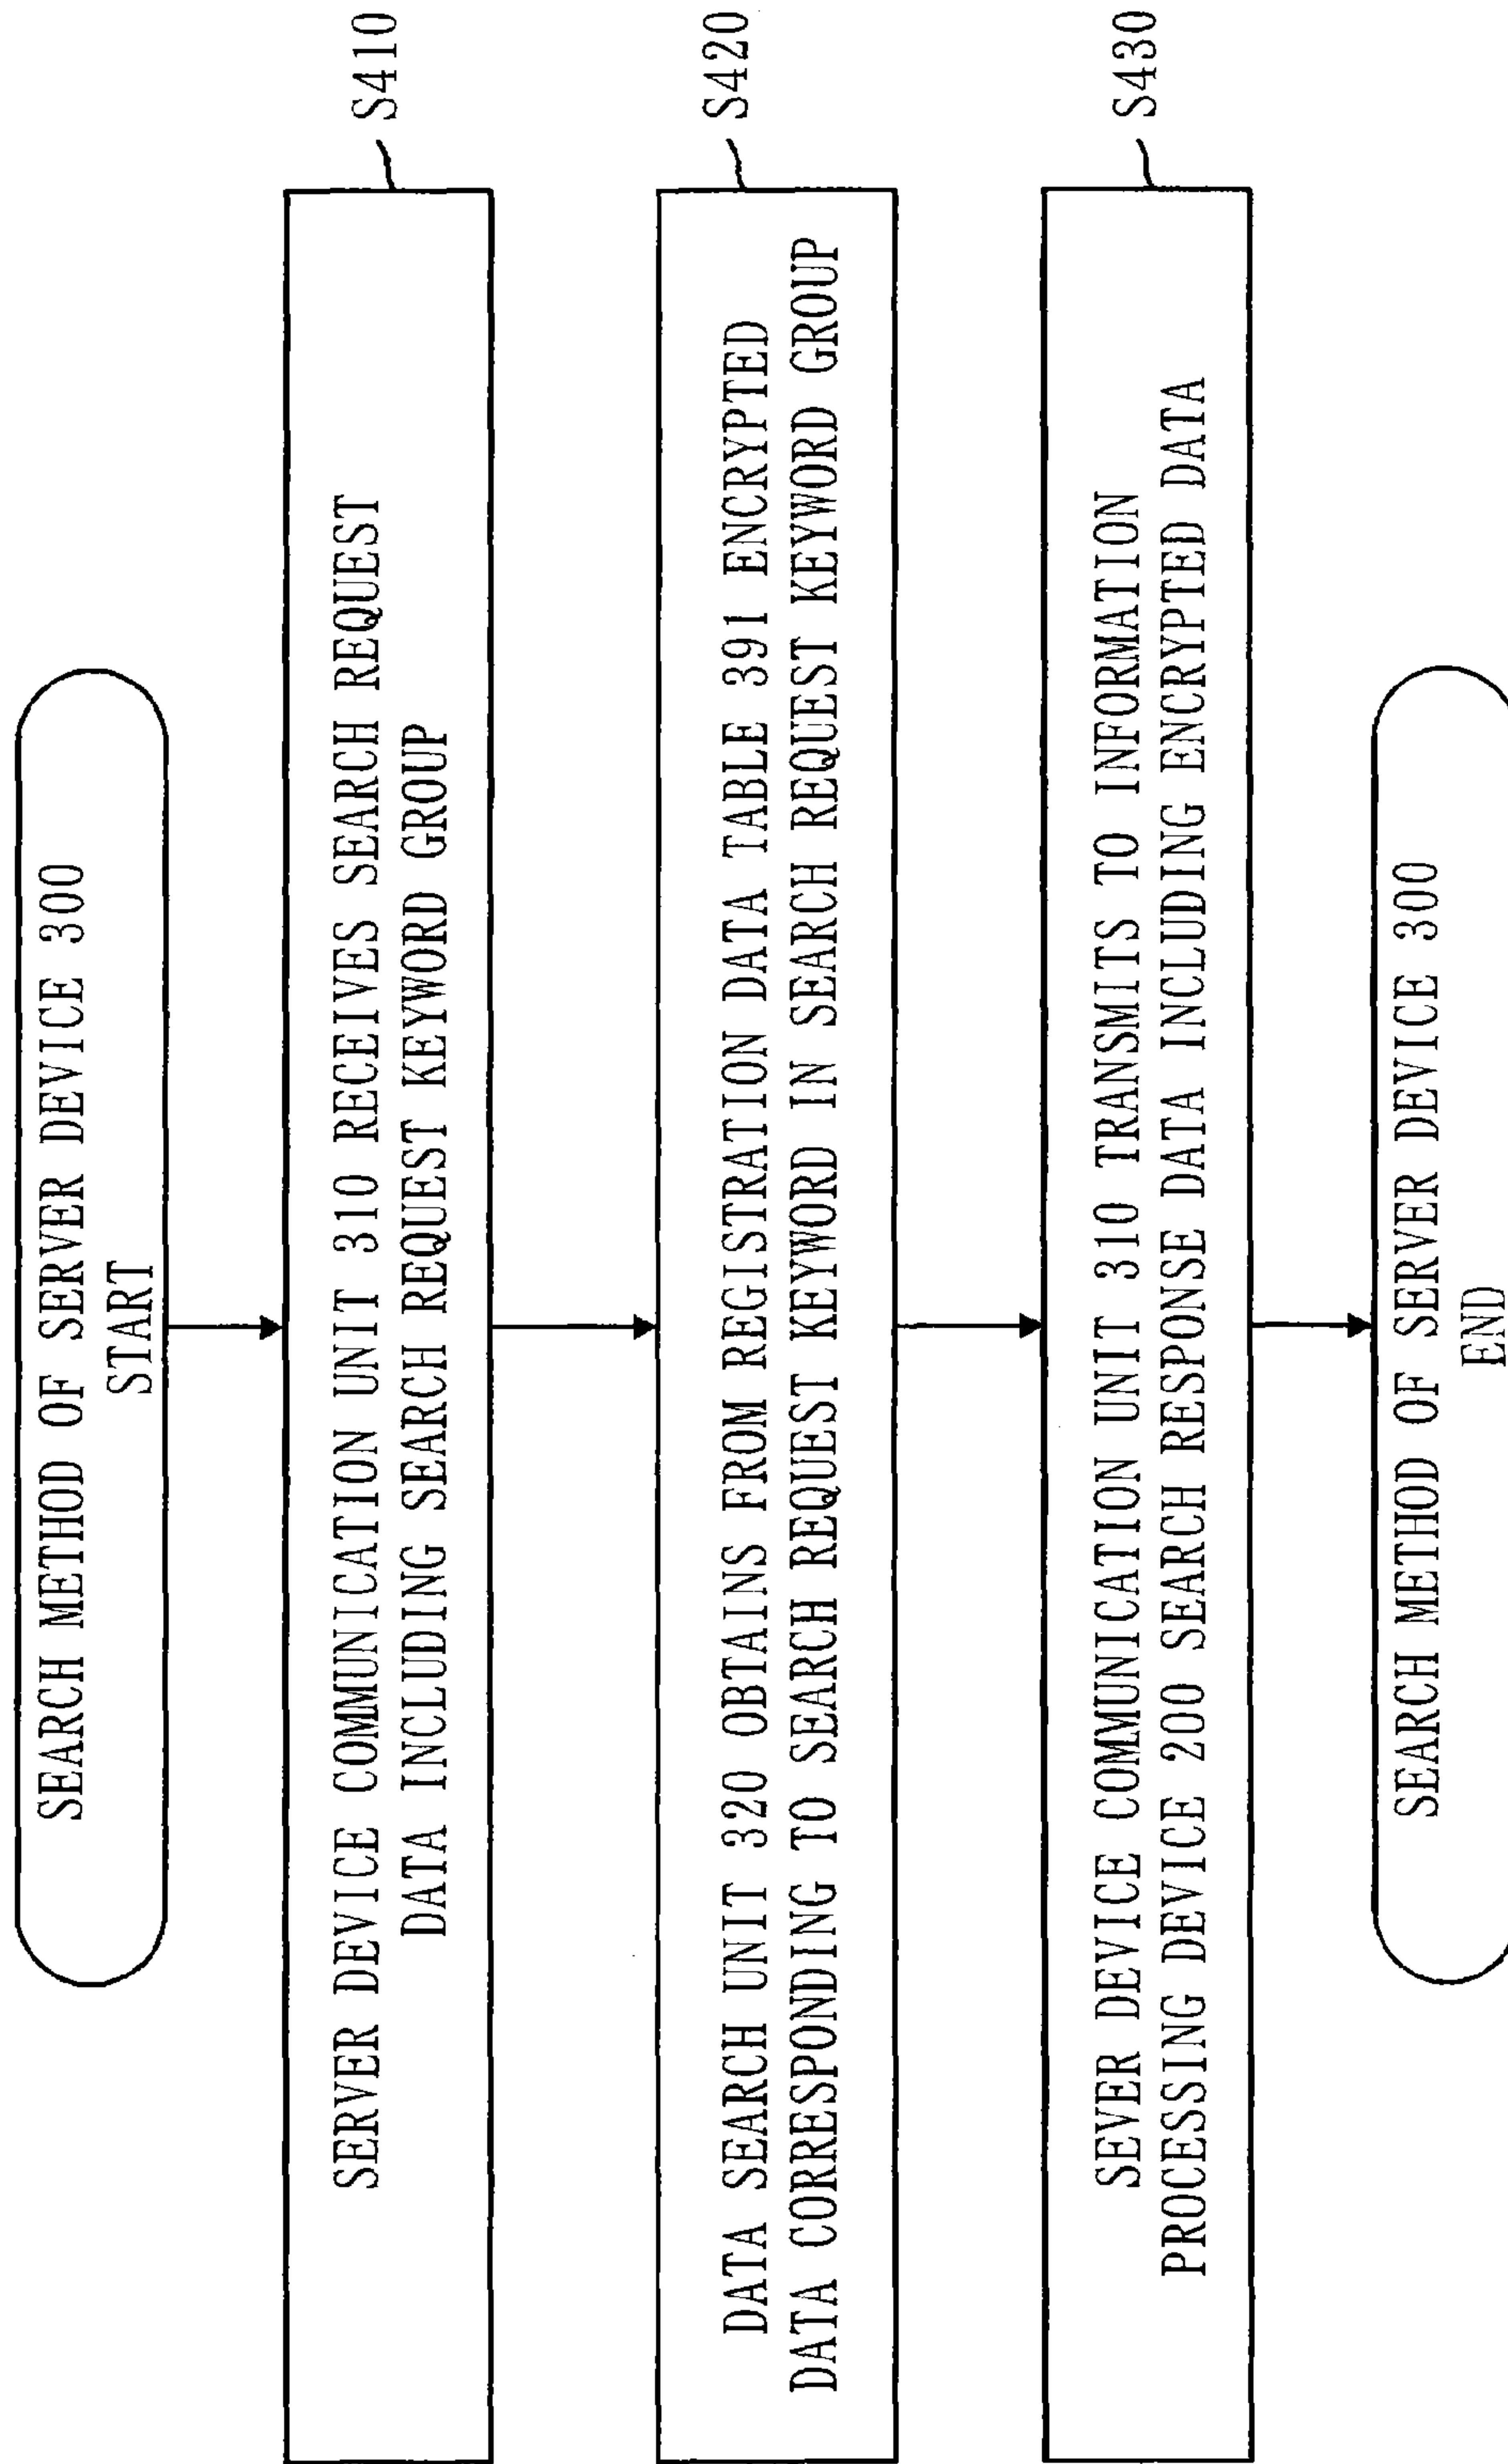 SEARCH METHOD OF SERVER DEVICE 300
START
SERVER DEVICE COMMUNICATION UNIT 310 RECEIVES SEARCH REQUEST
DATA INCLUDING SEARCH REQUEST KEYWORD GROUP
S410
DATA SEARCH UNIT 320 OBTAINS FROM REGISTRATION DATA TABLE 391 ENCRYPTED
DATA CORRESPONDING TO SEARCH REQUEST KEYWORD IN SEARCH REQUEST KEYWORD GROUP
S420
SEVER DEVICE COMMUNICATION UNIT 310 TRANSMITS TO INFORMATION
PROCESSING DEVICE 200 SEARCH RESPONSE DATA INCLUDING ENCRYPTED DATA
S430
SEARCH METHOD OF SERVER DEVICE 300
END